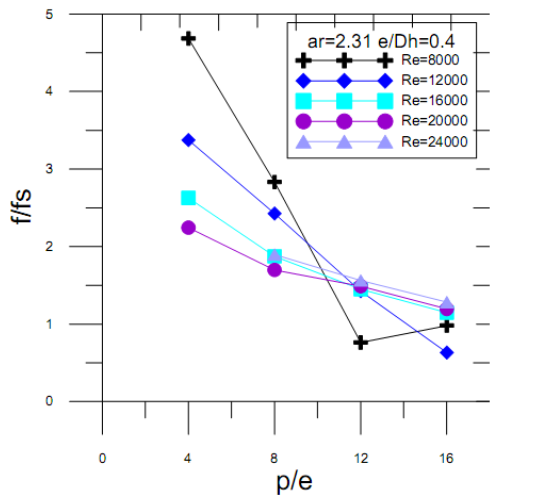 5
ar=2.31 e/Dh=0.4
Re=8000
Re=12000
Re=16000
Re=20000
Re=24000
4
3
f/fs
2
1
0
0 4 8 12 16
p/e